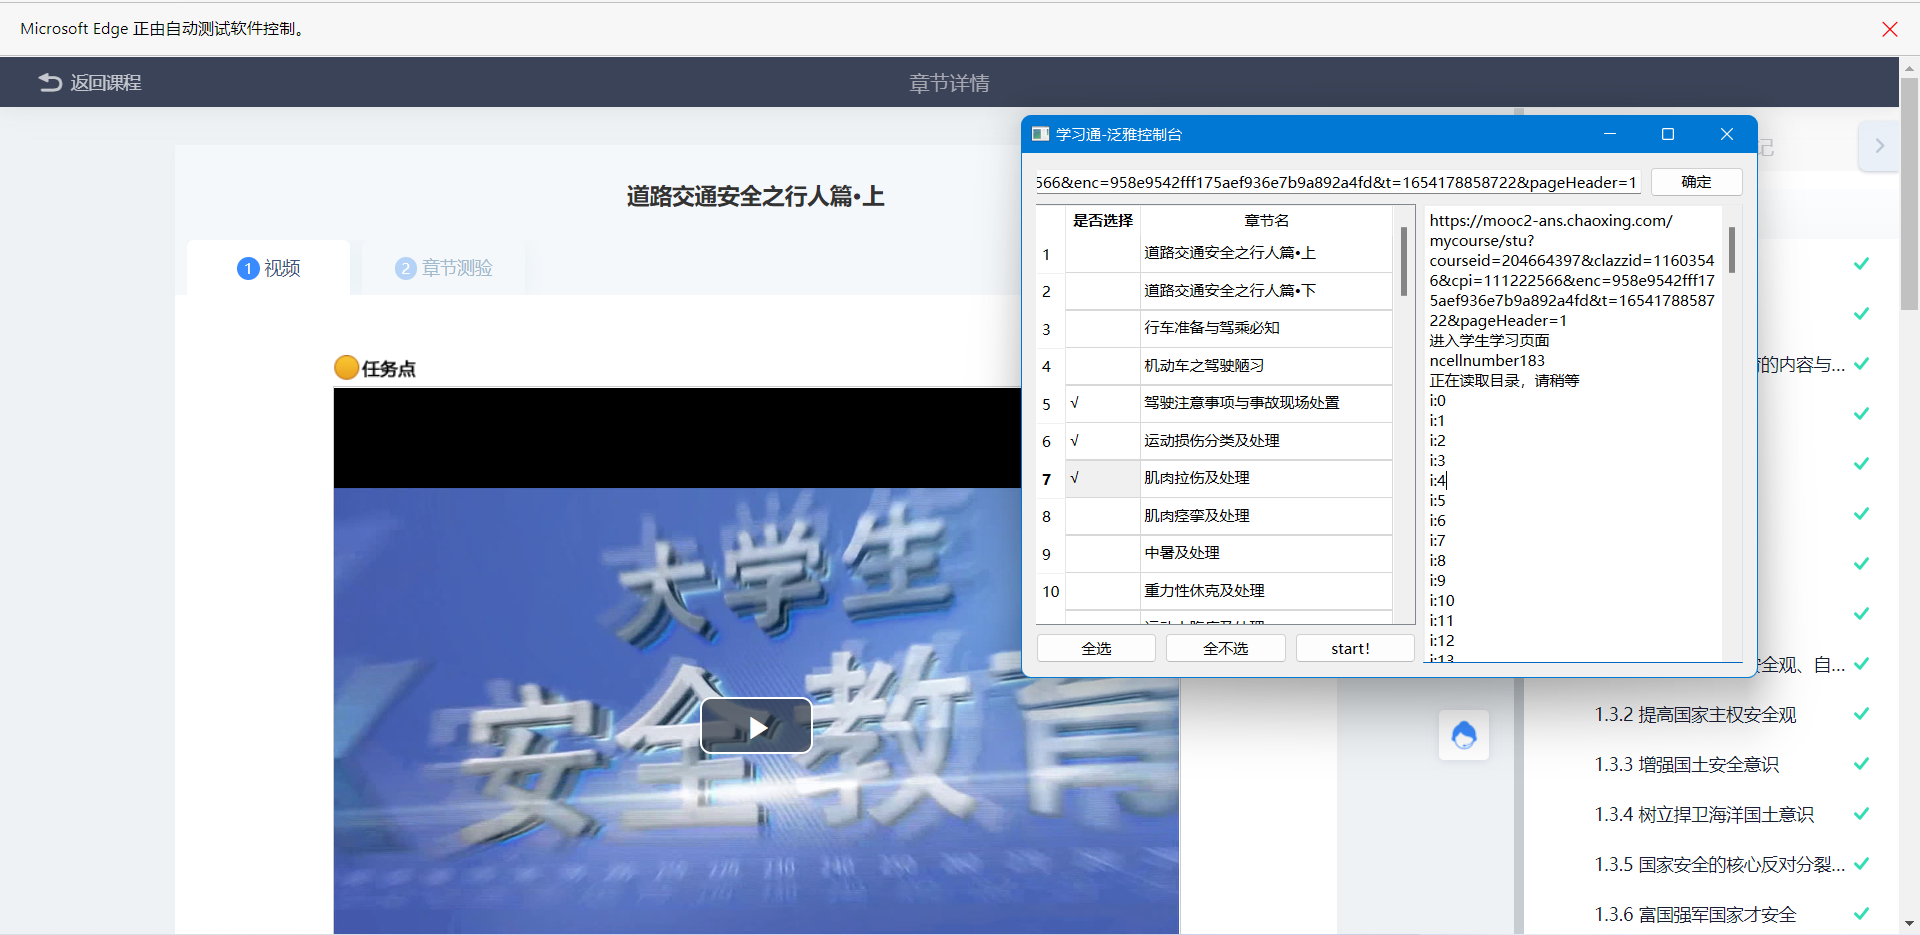 Microsoft Edge 正由自动测试软件控制。
返回课程
章节详情
道路交通安全之行人篇•上
1 视频
2 章节测验
任务点
大学生
安全教育
学习通-泛雅控制台
566&enc=958e9542fff175aef936e7b9a892a4fd&t=1654178858722&pageHeader=1
确定
是否选择 章节名
1 道路交通安全之行人篇•上
2 道路交通安全之行人篇•下
3 行车准备与驾乘必知
4 机动车之驾驶陋习
5 √ 驾驶注意事项与事故现场处置
6 √ 运动损伤分类及处理
7 √ 肌肉拉伤及处理
8 肌肉痉挛及处理
9 中暑及处理
10 重力性休克及处理
全选
全不选
start!
https://mooc2-ans.chaoxing.com/
mycourse/stu?
courseid=204664397&clazzid=1160354
6&cpi=111222566&enc=958e9542fff17
5aef936e7b9a892a4fd&t=16541788587
22&pageHeader=1
进入学生学习页面
ncellnumber183
正在读取目录，请稍等
i:0
i:1
i:2
i:3
i:4
i:5
i:6
i:7
i:8
i:9
i:10
i:11
i:12
i:13
记
的内容与...
全观、自...
1.3.2 提高国家主权安全观
1.3.3 增强国土安全意识
1.3.4 树立捍卫海洋国土意识
1.3.5 国家安全的核心反对分裂...
1.3.6 富国强军国家才安全